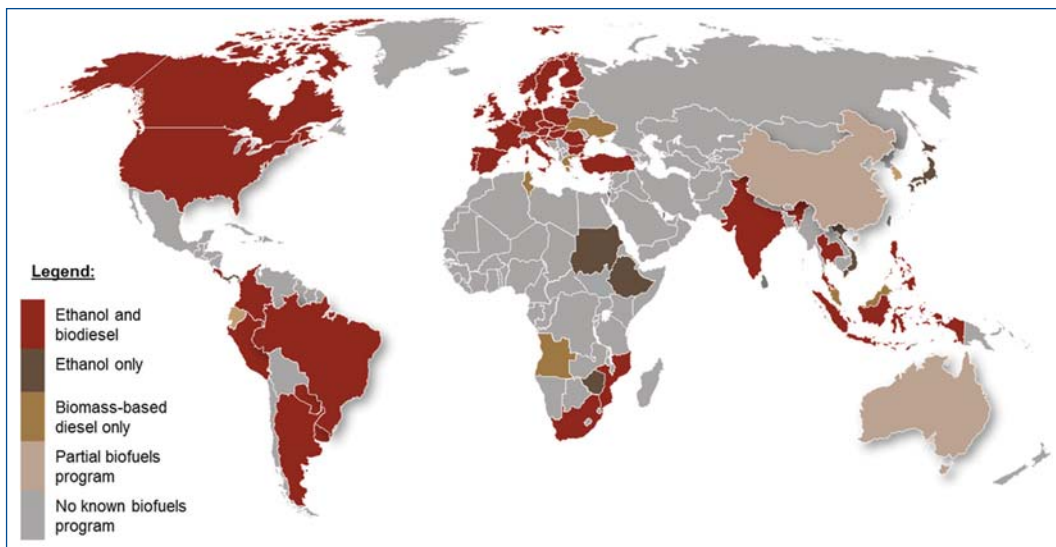 Legend:
Ethanol and
biodiesel
Ethanol only
Biomass-based
diesel only
Partial biofuels
program
No known biofuels
program